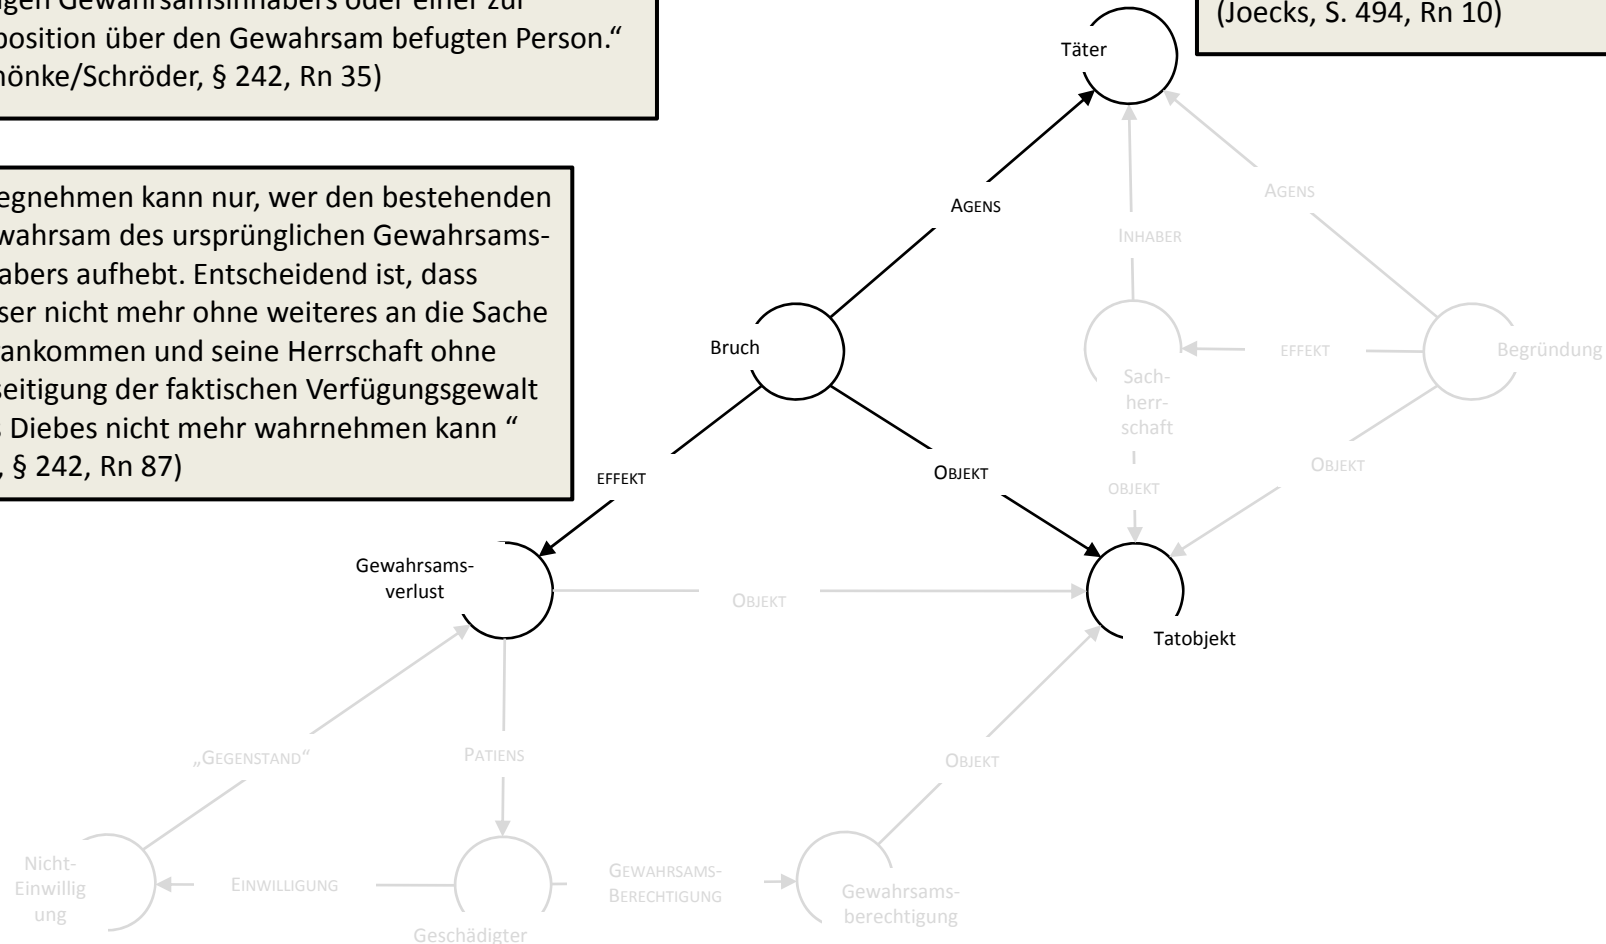 igen Gewahrsamsinhabers oder einer zur
position über den Gewahrsam befugten Person.“
hönke/Schröder, § 242, Rn 35)
(Joecks, S. 494, Rn 10)
egnehmen kann nur, wer den bestehenden
wahrsam des ursprünglichen Gewahrsams-
abers aufhebt. Entscheidend ist, dass
ser nicht mehr ohne weiteres an die Sache
rankommen und seine Herrschaft ohne
seitigung der faktischen Verfügungsgewalt
s Diebes nicht mehr wahrnehmen kann “
, § 242, Rn 87)
Täter
AGENS
AGENS
INHABER
Bruch
EFFEKT
Begründung
Sach-
herr-
schaft
EFFEKT
OBJEKT
OBJEKT
OBJEKT
Gewahrsams-
verlust
OBJEKT
Tatobjekt
„GEGENSTAND“
PATIENS
OBJEKT
Nicht-
Einwillig
ung
EINWILLIGUNG
GEWAHRSAMS-
BERECHTIGUNG
Gewahrsams-
berechtigung
Geschädigter